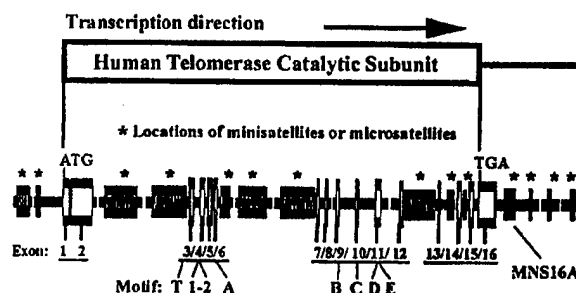 Transcription direction
Human Telomerase Catalytic Subunit
* Locations of minisatellites or microsatellites
ATG
TGA
* * * * * * * * * * * * * *
Exon: 1 2 3/4/5/6 7/8/9/ 10/11/ 12 13/14/15/16
MNS16A
Motif: T 1-2 A B C D E